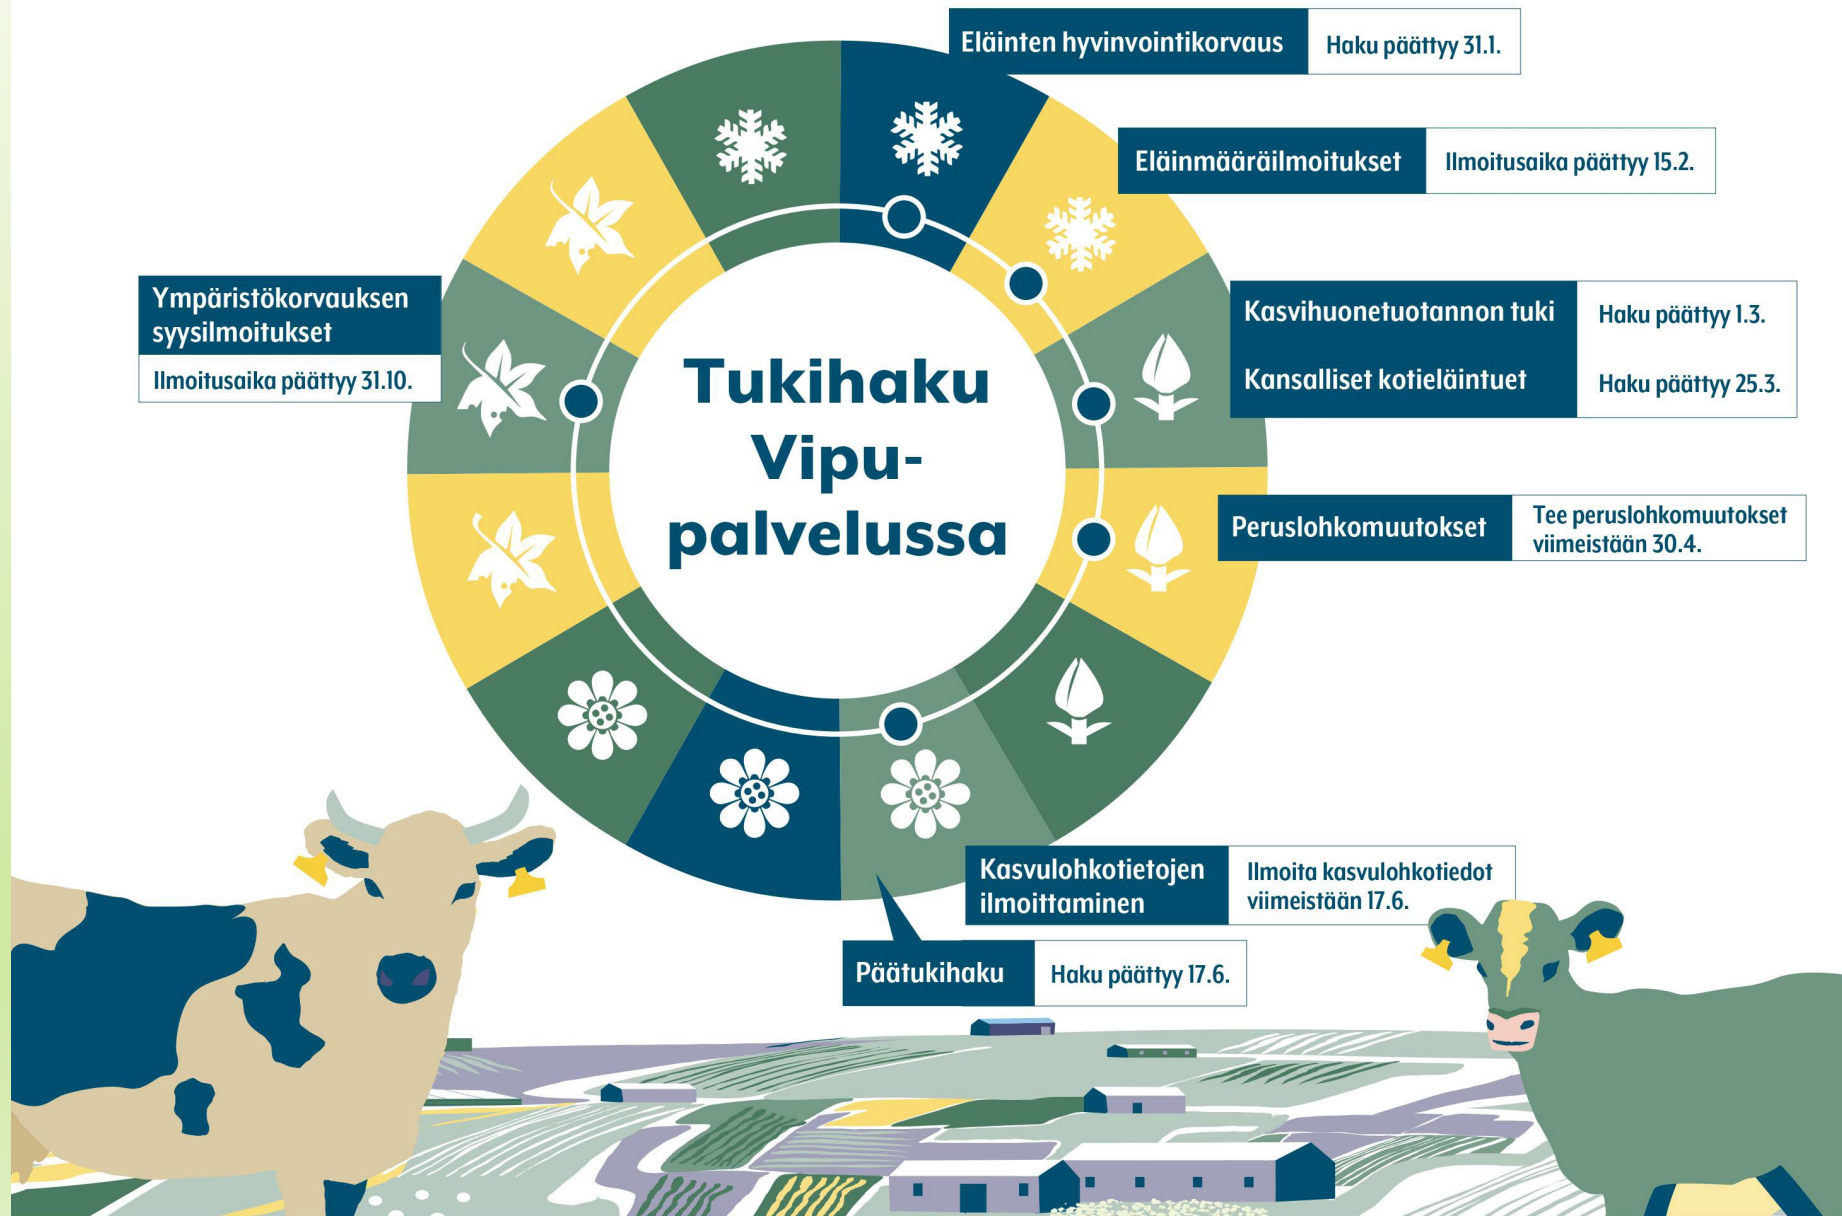 Eläinten hyvinvointikorvaus
Haku päättyy 31.1.
Eläinmääräilmoitukset
Ilmoitusaika päättyy 15.2.
Kasvihuonetuotannon tuki
Haku päättyy 1.3.
Kansalliset kotieläintuet
Haku päättyy 25.3.
Peruslohkomuutokset
Tee peruslohkomuutokset
viimeistään 30.4.
Kasvulohkotietojen
ilmoittaminen
Ilmoita kasvulohkotiedot
viimeistään 17.6.
Päätukihaku
Haku päättyy 17.6.
Ympäristökorvauksen
syysilmoitukset
Ilmoitusaika päättyy 31.10.
Tukihaku
Vipu-
palvelussa